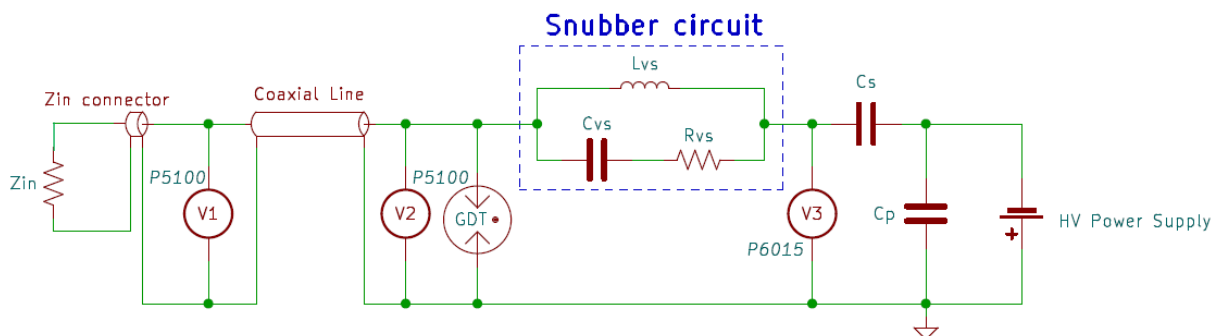 Snubber circuit
Lvs
Cvs
Rvs
Zin connector
Coaxial Line
Cs
Zin
P5100
V1
P5100
V2
GDT
V3
P6015
Cp
+
HV Power Supply